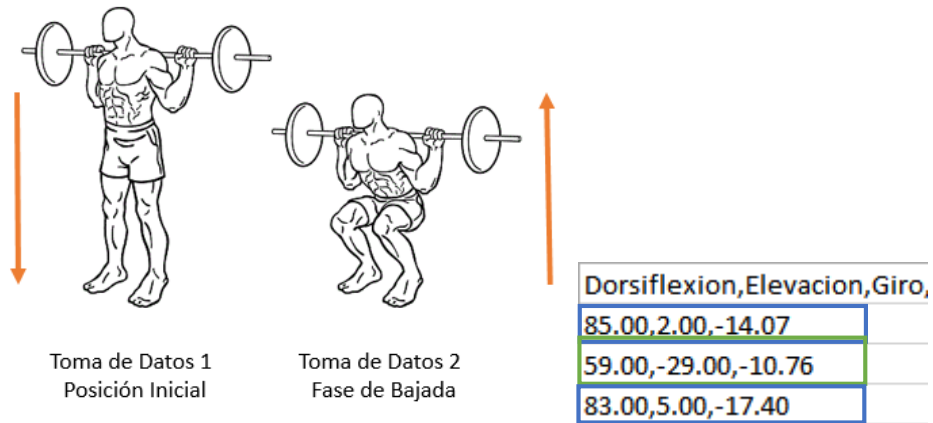 Toma de Datos 1
Posición Inicial
Toma de Datos 2
Fase de Bajada
Dorsiflexion,Elevacion,Giro,
85.00,2.00,-14.07
59.00,-29.00,-10.76
83.00,5.00,-17.40